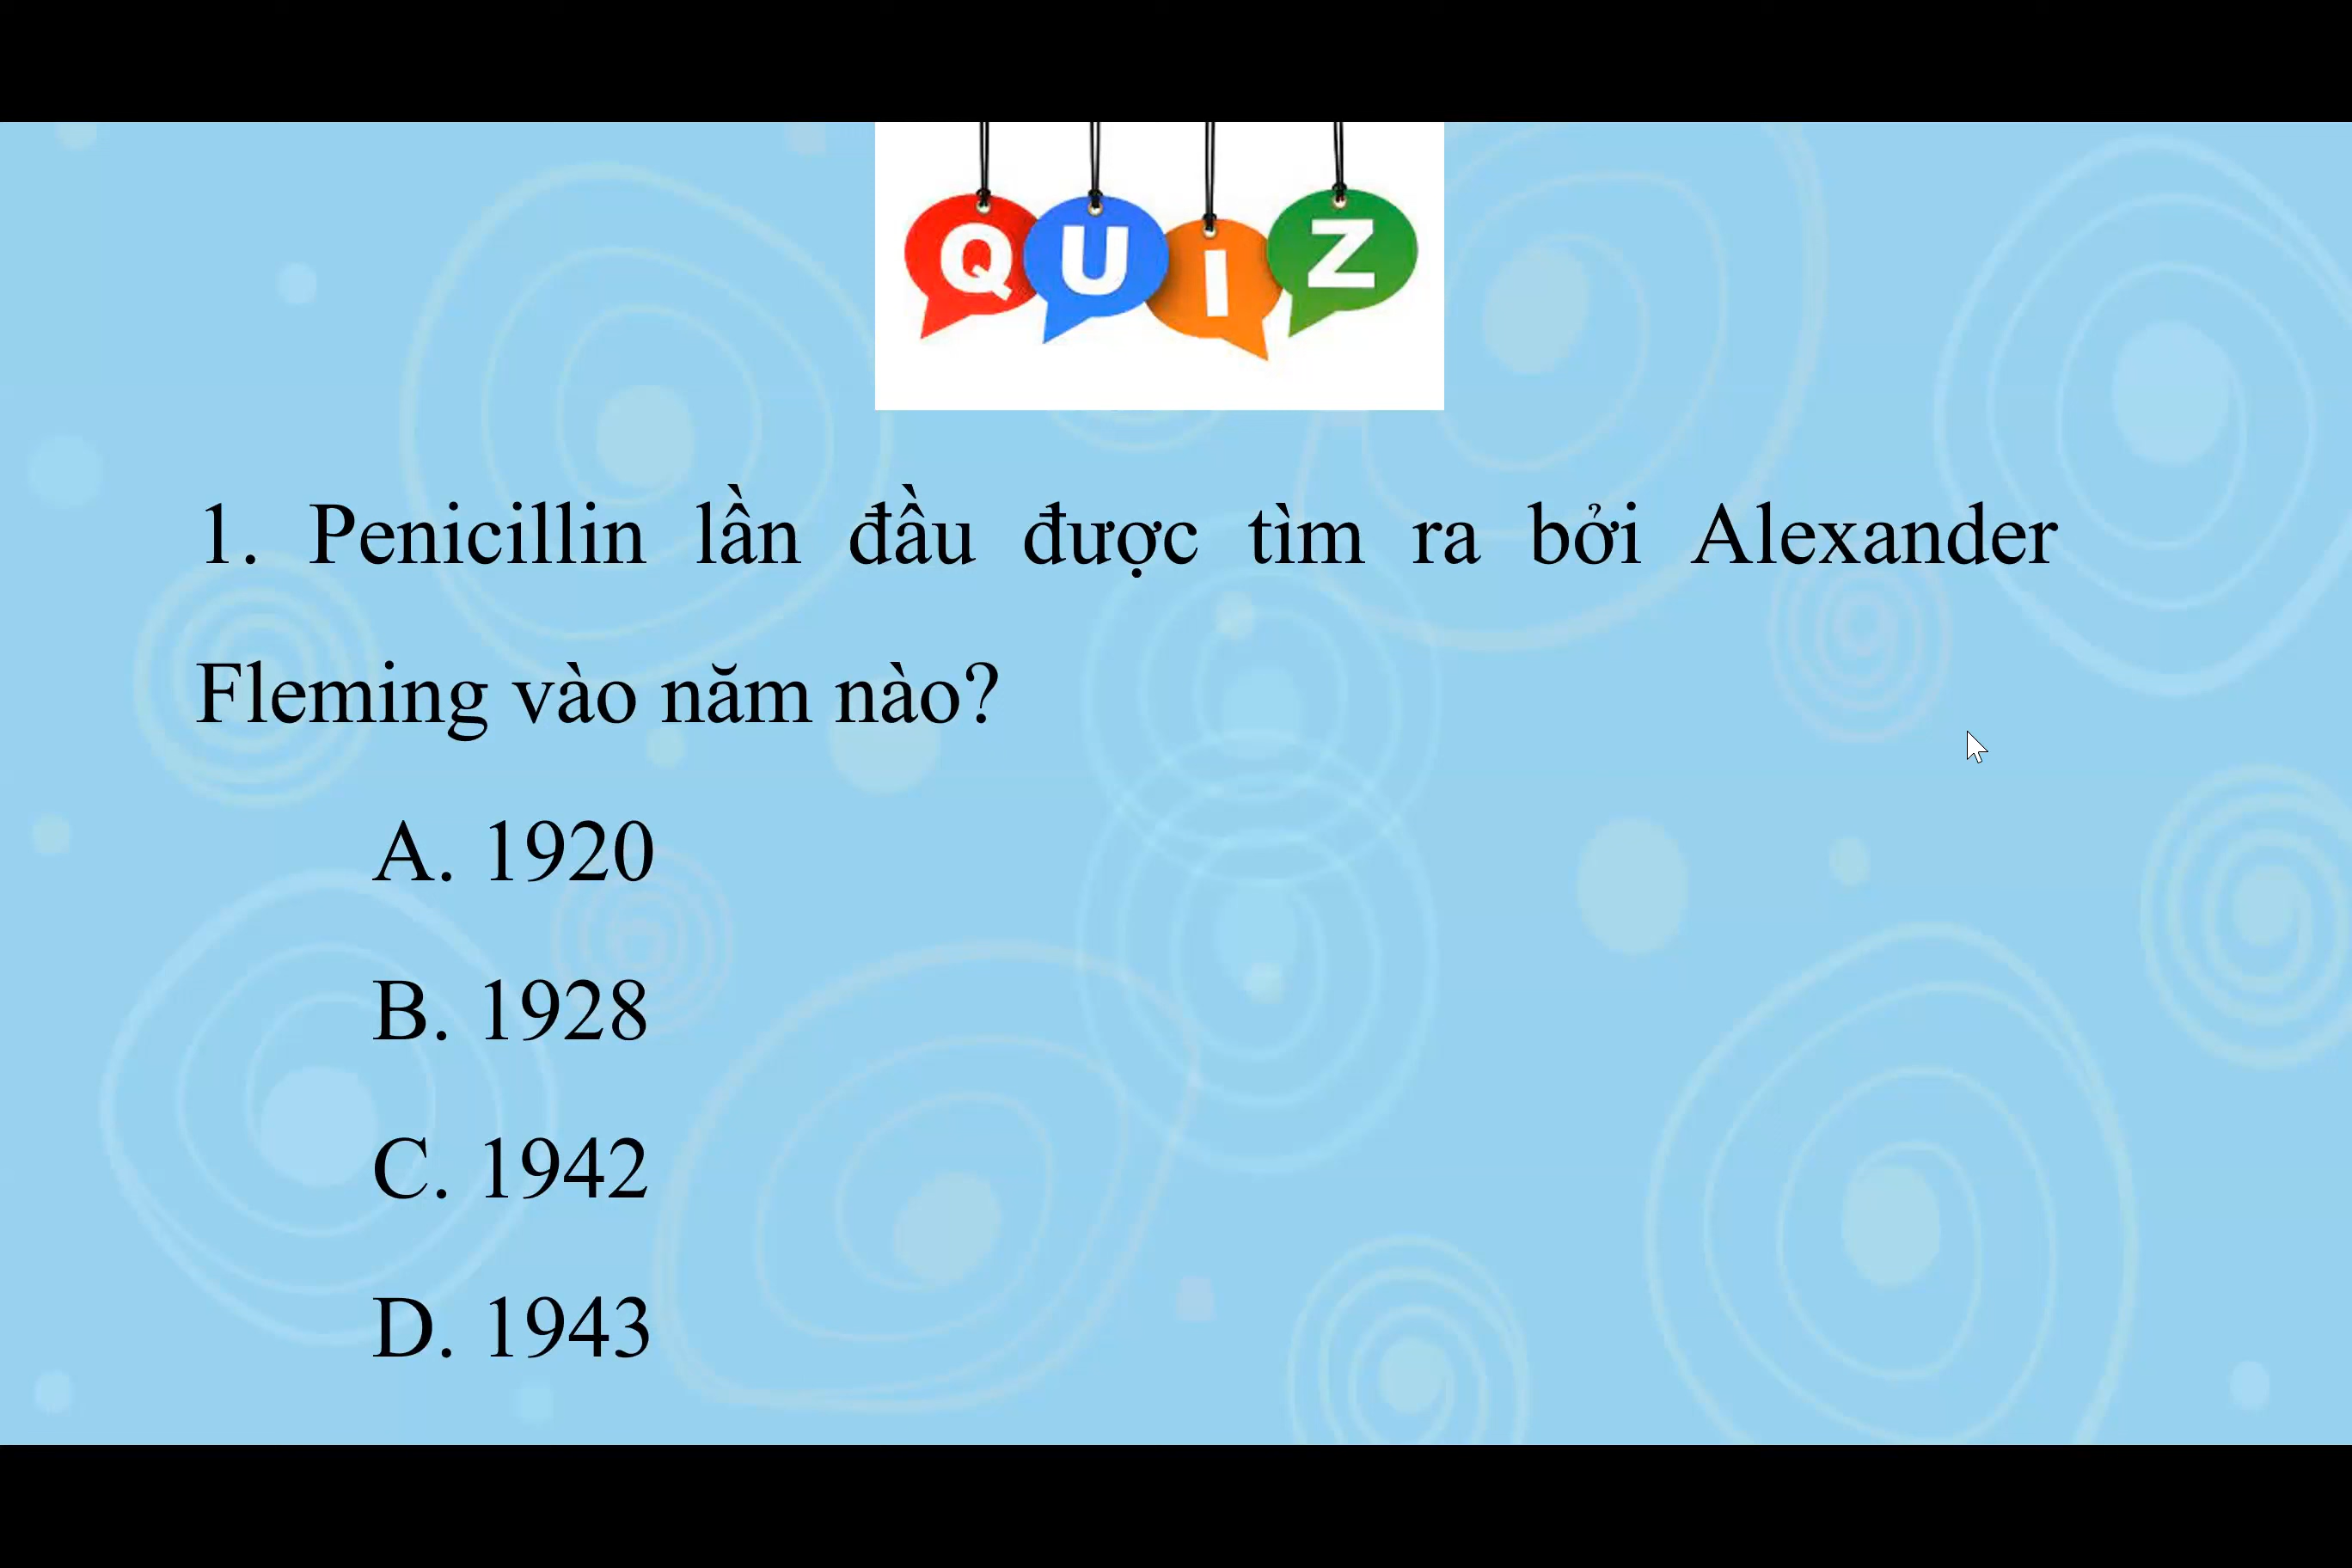 QUIZ
1. Penicillin lần đầu được tìm ra bởi Alexander
Fleming vào năm nào?
A. 1920
B. 1928
C. 1942
D. 1943